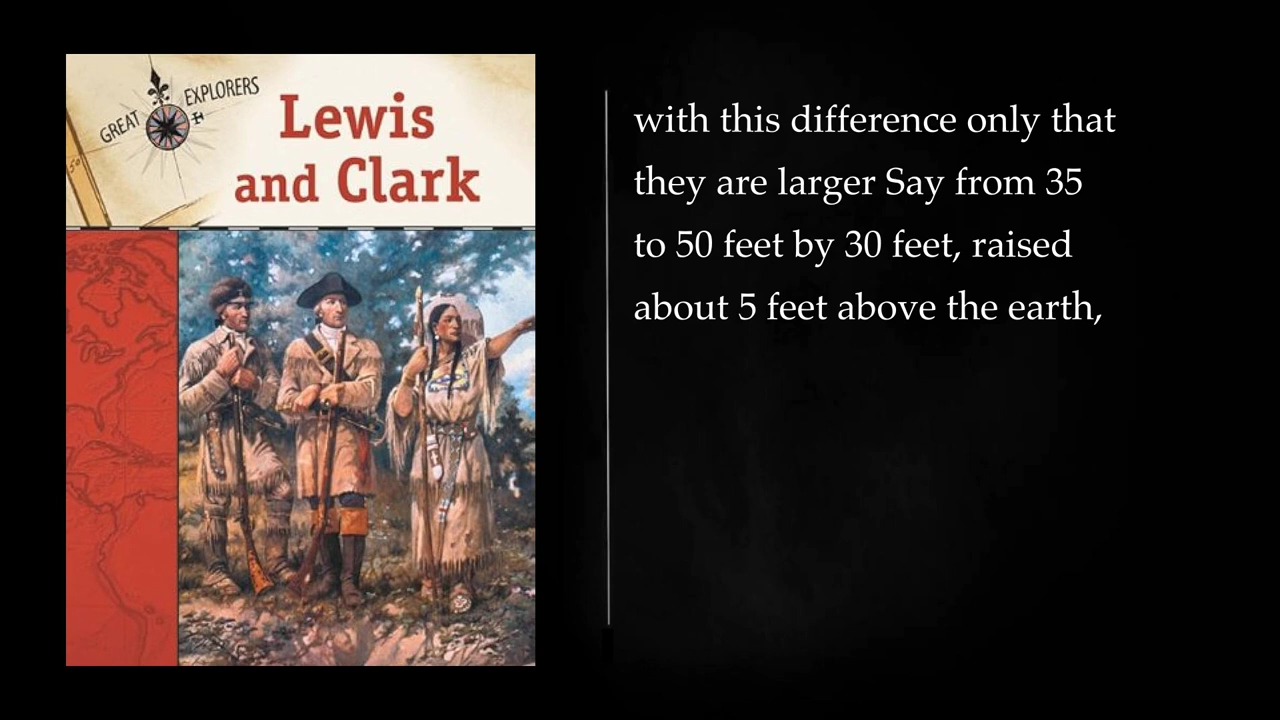 GREAT EXPLORERS
Lewis
and Clark
50
with this difference only that
they are larger Say from 35
to 50 feet by 30 feet, raised
about 5 feet above the earth,